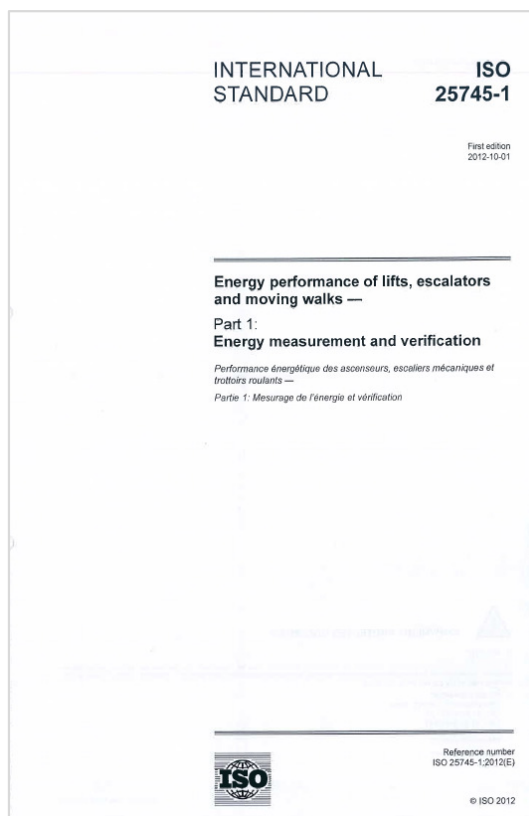 INTERNATIONAL
STANDARD
ISO
25745-1
First edition
2012-10-01
Energy performance of lifts, escalators
and moving walks —
Part 1:
Energy measurement and verification
Performance énergétique des ascenseurs, escaliers mécaniques et
trottoirs roulants —
Partie 1: Mesurage de l'énergie et vérification
ISO
Reference number
ISO 25745-1:2012(E)
© ISO 2012